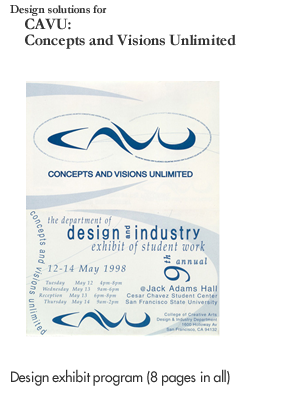 Design solutions for
CAVU:
Concepts and Visions Unlimited
CAVU
CONCEPTS AND VISIONS UNLIMITED
the department of
design and industry
exhibit of student work
9th annual
concepts and visions unlimited
12-14 May 1998
Tuesday May 12 4pm-8pm
Wednesday May 13 9am-6pm
Reception May 13 6pm-8pm
Thursday May 14 9am-2pm
@Jack Adams Hall
Cesar Chavez Student Center
San Francisco State University
CAVU
College of Creative Arts
Design & Industry Department
1600 Holloway Av
San Francisco, CA 94132
Design exhibit program (8 pages in all)